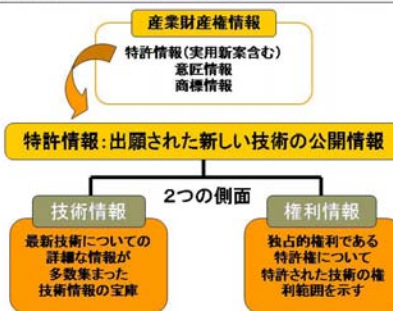 産業財産権情報
特許情報(実用新案含む)
意匠情報
商標情報
特許情報：出願された新しい技術の公開情報
2つの側面
技術情報
最新技術についての
詳細な情報が
多数集まった
技術情報の宝庫
権利情報
独占的権利である
特許権について
特許された技術の権
利範囲を示す